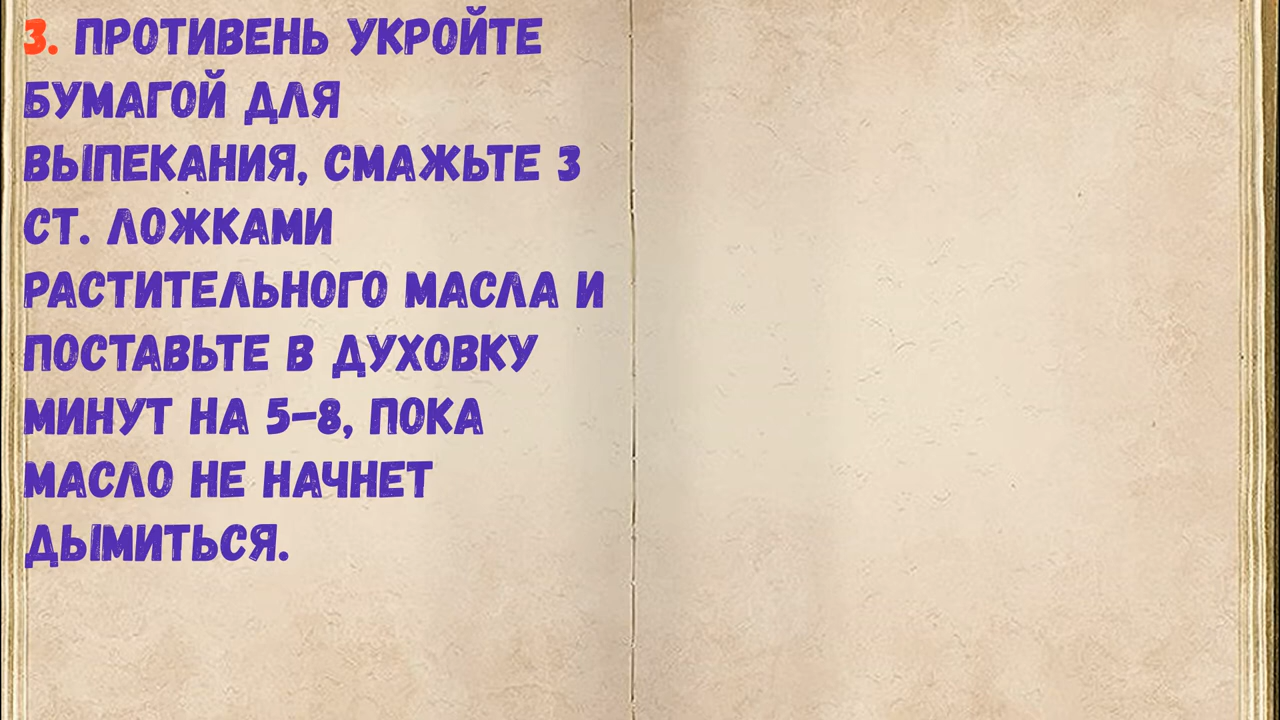 3. ПРОТИВЕНЬ УКРОЙТЕ
БУМАГОЙ ДЛЯ
ВЫПЕКАНИЯ, СМАЖЬТЕ 3
СТ. ЛОЖКАМИ
РАСТИТЕЛЬНОГО МАСЛА И
ПОСТАВЬТЕ В ДУХОВКУ
МИНУТ НА 5-8, ПОКА
МАСЛО НЕ НАЧНЕТ
ДЫМИТЬСЯ.